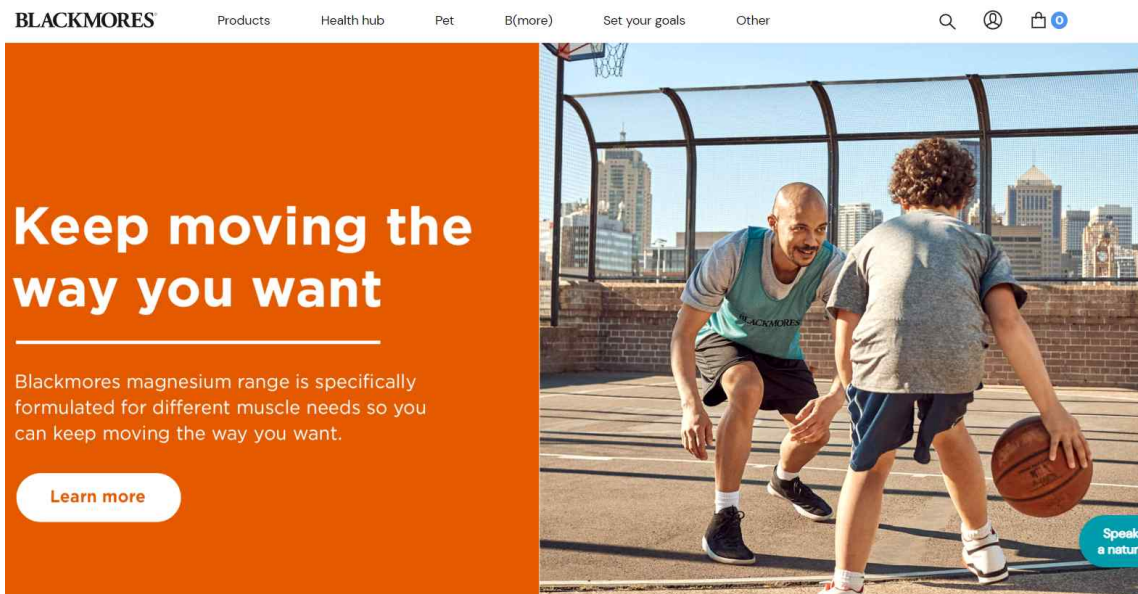 BLACKMORES
Products Health hub Pet B(more) Set your goals Other
0
Keep moving the
way you want
Blackmores magnesium range is specifically
formulated for different muscle needs so you
can keep moving the way you want.
Learn more
BLACKMORES
Speak
a natur